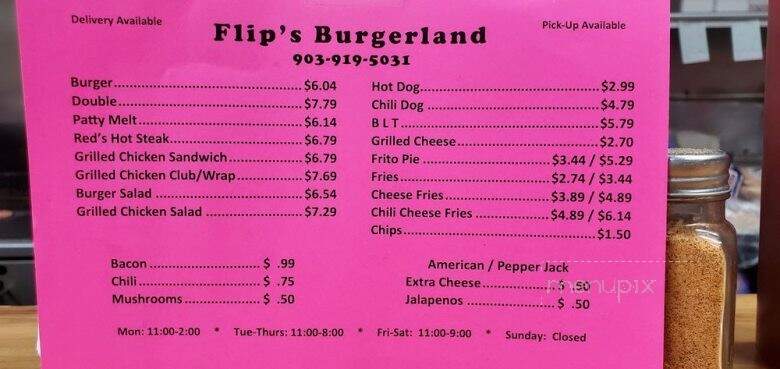 Delivery Available
Pick-Up Available
Flip's Burgerland
903-919-5031
Burger $6.04
Double $7.79
Patty Melt $6.14
Red's Hot Steak $6.79
Grilled Chicken Sandwich $6.79
Grilled Chicken Club/Wrap $7.69
Burger Salad $6.54
Grilled Chicken Salad $7.29
Hot Dog $2.99
Chili Dog $4.79
B L T $5.79
Grilled Cheese $2.70
Frito Pie $3.44 / $5.29
Fries $2.74 / $3.44
Cheese Fries $3.89 / $4.89
Chili Cheese Fries $4.89 / $6.14
Chips $1.50
Bacon $ .99
Chili $ .75
Mushrooms $ .50
American / Pepper Jack
Extra Cheese $ .50
Jalapenos $ .50
menupix
Mon: 11:00-2:00 * Tue-Thurs: 11:00-8:00 * Fri-Sat: 11:00-9:00 * Sunday: Closed